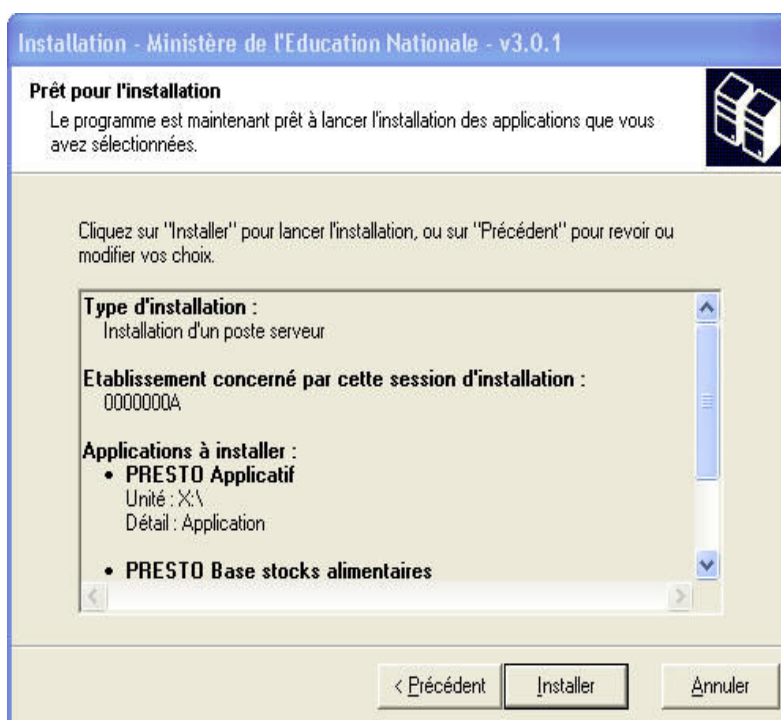 Installation - Ministère de l'Education Nationale - v3.0.1
Prêt pour l'installation
Le programme est maintenant prêt à lancer l'installation des applications que vous
avez sélectionnées.
Cliquez sur "Installer" pour lancer l'installation, ou sur "Précédent" pour revoir ou
modifier vos choix.
Type d'installation :
Installation d'un poste serveur
Etablissement concerné par cette session d'installation :
0000000A
Applications à installer :
• PRESTO Applicatif
Unité : X:\
Détail : Application
• PRESTO Base stocks alimentaires
< Précédent Installer Annuler